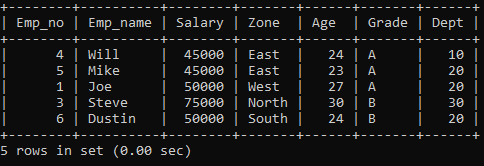 +--------+----------+--------+-------+------+-------+------+
| Emp_no | Emp_name | Salary | Zone  | Age  | Grade | Dept |
+--------+----------+--------+-------+------+-------+------+
|      4 | Will     |  45000 | East  |   24 | A     |   10 |
|      5 | Mike     |  45000 | East  |   23 | A     |   20 |
|      1 | Joe      |  50000 | West  |   27 | A     |   20 |
|      3 | Steve    |  75000 | North |   30 | B     |   30 |
|      6 | Dustin   |  50000 | South |   24 | B     |   20 |
+--------+----------+--------+-------+------+-------+------+
5 rows in set (0.00 sec)